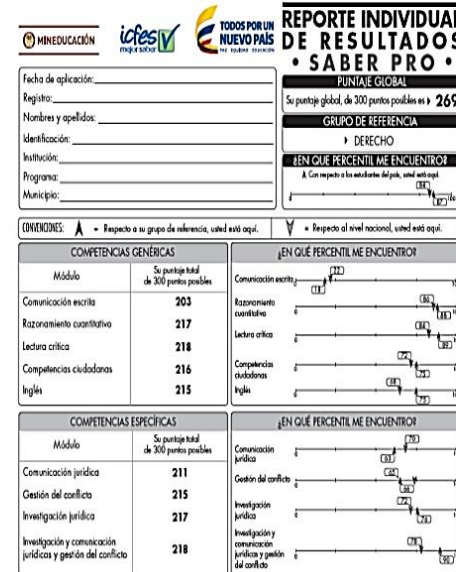 MINEDUCACIÓN
icfes
mejor saber
TODOS POR UN
NUEVO PAÍS
PAZ EQUIDAD EDUCACIÓN
REPORTE INDIVIDUAL
DE RESULTADOS
• SABER PRO •
Fecha de aplicación:
Registro:
Nombres y apellidos:
Identificación:
Institución:
Programa:
Municipio:
PUNTAJE GLOBAL
Su puntaje global, de 300 puntos posibles es 269
GRUPO DE REFERENCIA
DERECHO
¿EN QUÉ PERCENTIL ME ENCUENTRO?
Con respecto a los estudiantes del país, usted está aquí.
CONVENCIONES:
= Respecto a su grupo de referencia, usted está aquí.
= Respecto al nivel nacional, usted está aquí.
COMPETENCIAS GENÉRICAS
Módulo
Su puntaje total
de 300 puntos posibles
Comunicación escrita 203
Razonamiento cuantitativo 217
Lectura crítica 218
Competencias ciudadanas 216
Inglés 215
¿EN QUÉ PERCENTIL ME ENCUENTRO?
Comunicación escrita
Razonamiento
cuantitativo
Lectura crítica
Competencias
ciudadanas
72
72
Inglés
COMPETENCIAS ESPECÍFICAS
Módulo
Su puntaje total
de 300 puntos posibles
Comunicación jurídica 211
Gestión del conflicto 215
Investigación jurídica 217
Investigación y comunicación
jurídicas y gestión del conflicto
218
¿EN QUÉ PERCENTIL ME ENCUENTRO?
Comunicación
jurídica
Gestión del conflicto
Investigación
jurídica
Investigación y
comunicación
jurídicas y gestión
del conflicto